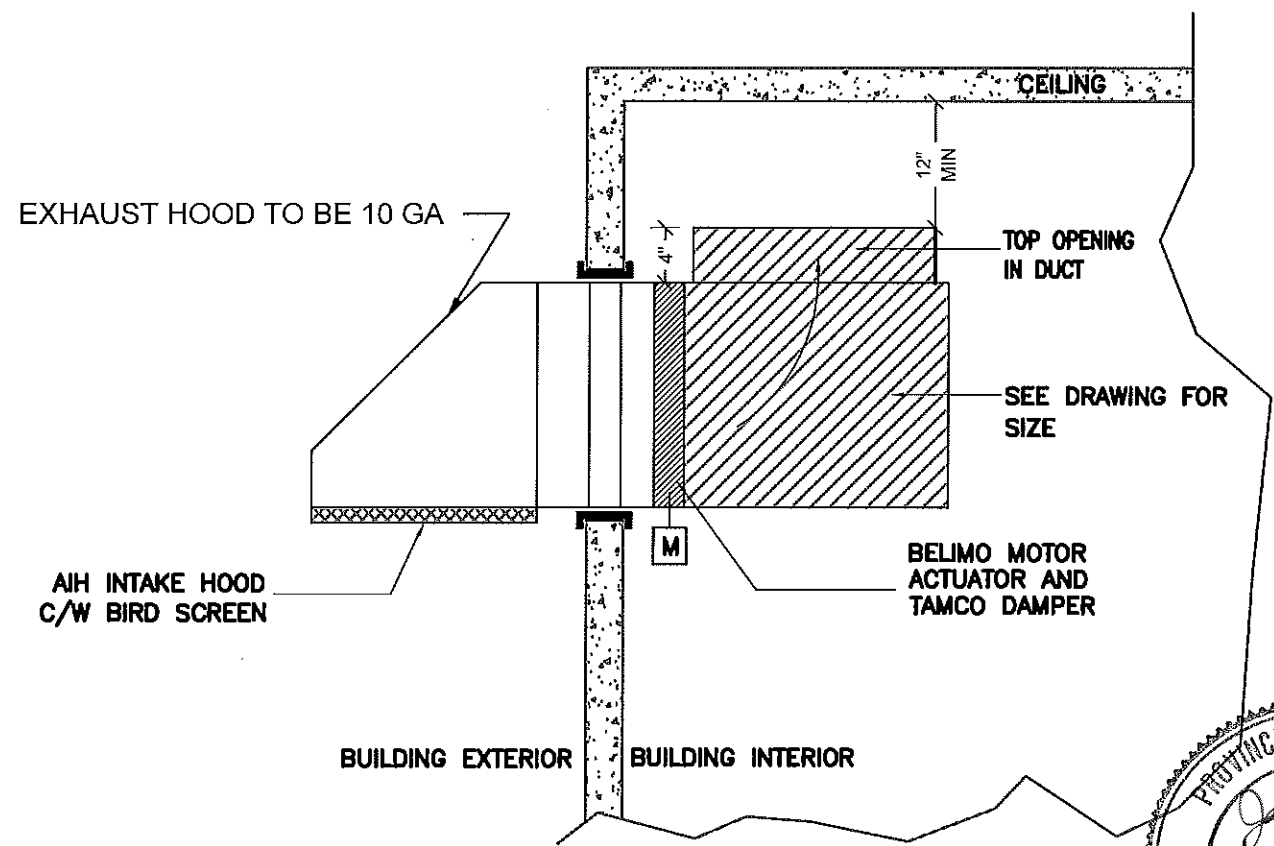 CEILING
12"
MIN
EXHAUST HOOD TO BE 10 GA
4"
TOP OPENING
IN DUCT
SEE DRAWING FOR
SIZE
M
BELIMO MOTOR
ACTUATOR AND
TAMCO DAMPER
AIH INTAKE HOOD
C/W BIRD SCREEN
BUILDING EXTERIOR
BUILDING INTERIOR
PROVINC